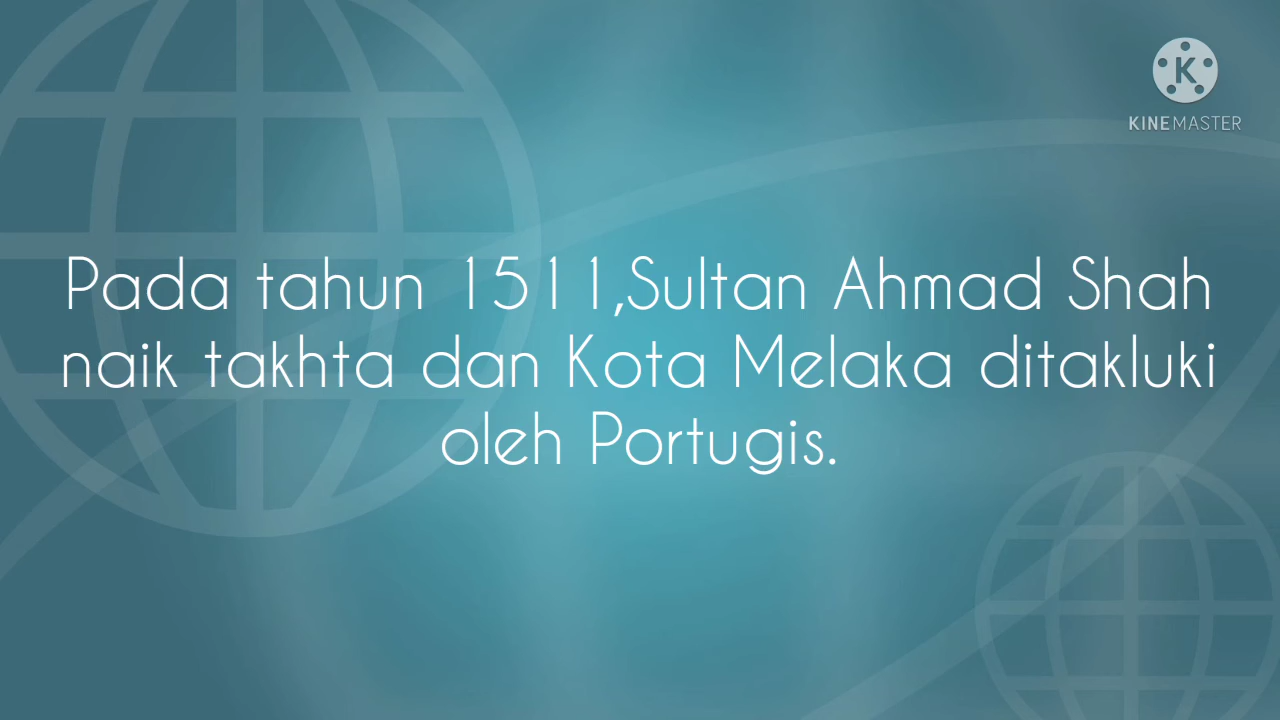 KINEMASTER
Pada tahun 1511,Sultan Ahmad Shah
naik takhta dan Kota Melaka ditakluki
oleh Portugis.